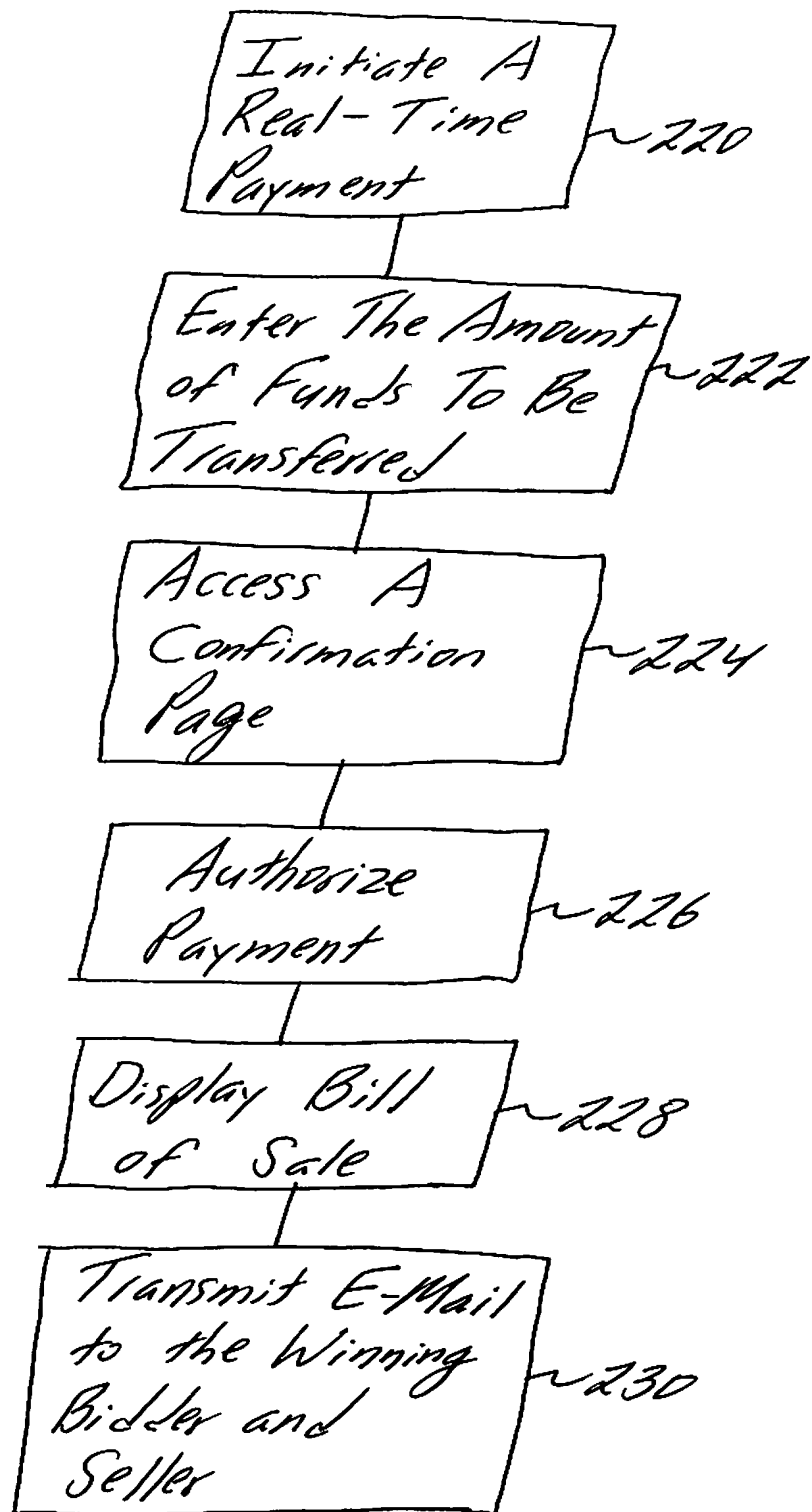 Initiate A
Real-Time
Payment
220
Enter The Amount
of Funds To Be
Transferred
222
Access A
Confirmation
Page
224
Authorize
Payment
226
Display Bill
of Sale
228
Transmit E-Mail
to the Winning
Bidder and
Seller
230